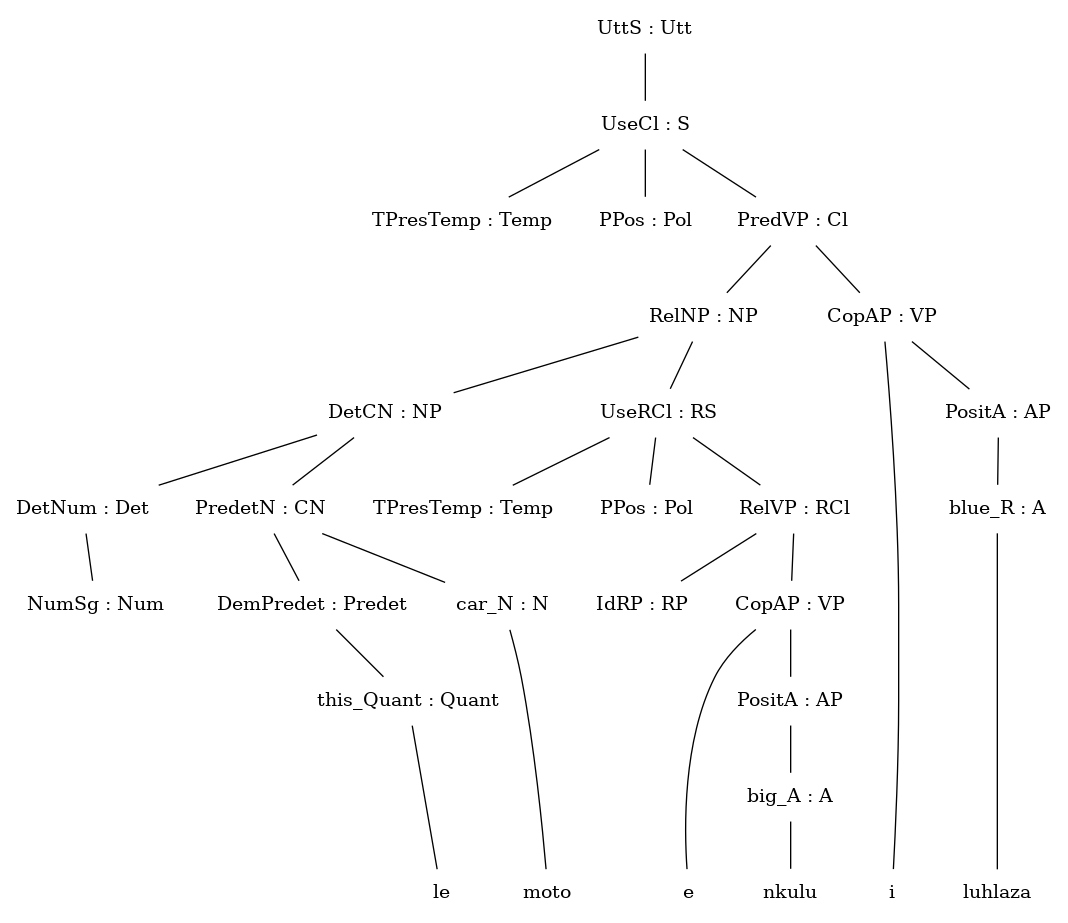 UttS : Utt
UseCl : S
TPresTemp : Temp PPos : Pol PredVP : Cl
RelNP : NP CopAP : VP
DetCN : NP UseRCl : RS PositA : AP
DetNum : Det PredetN : CN TPresTemp : Temp PPos : Pol RelVP : RCl blue_R : A
NumSg : Num DemPredet : Predet car_N : N IdRP : RP CopAP : VP
this_Quant : Quant PositA : AP
big_A : A
le moto e nkulu i luhlaza